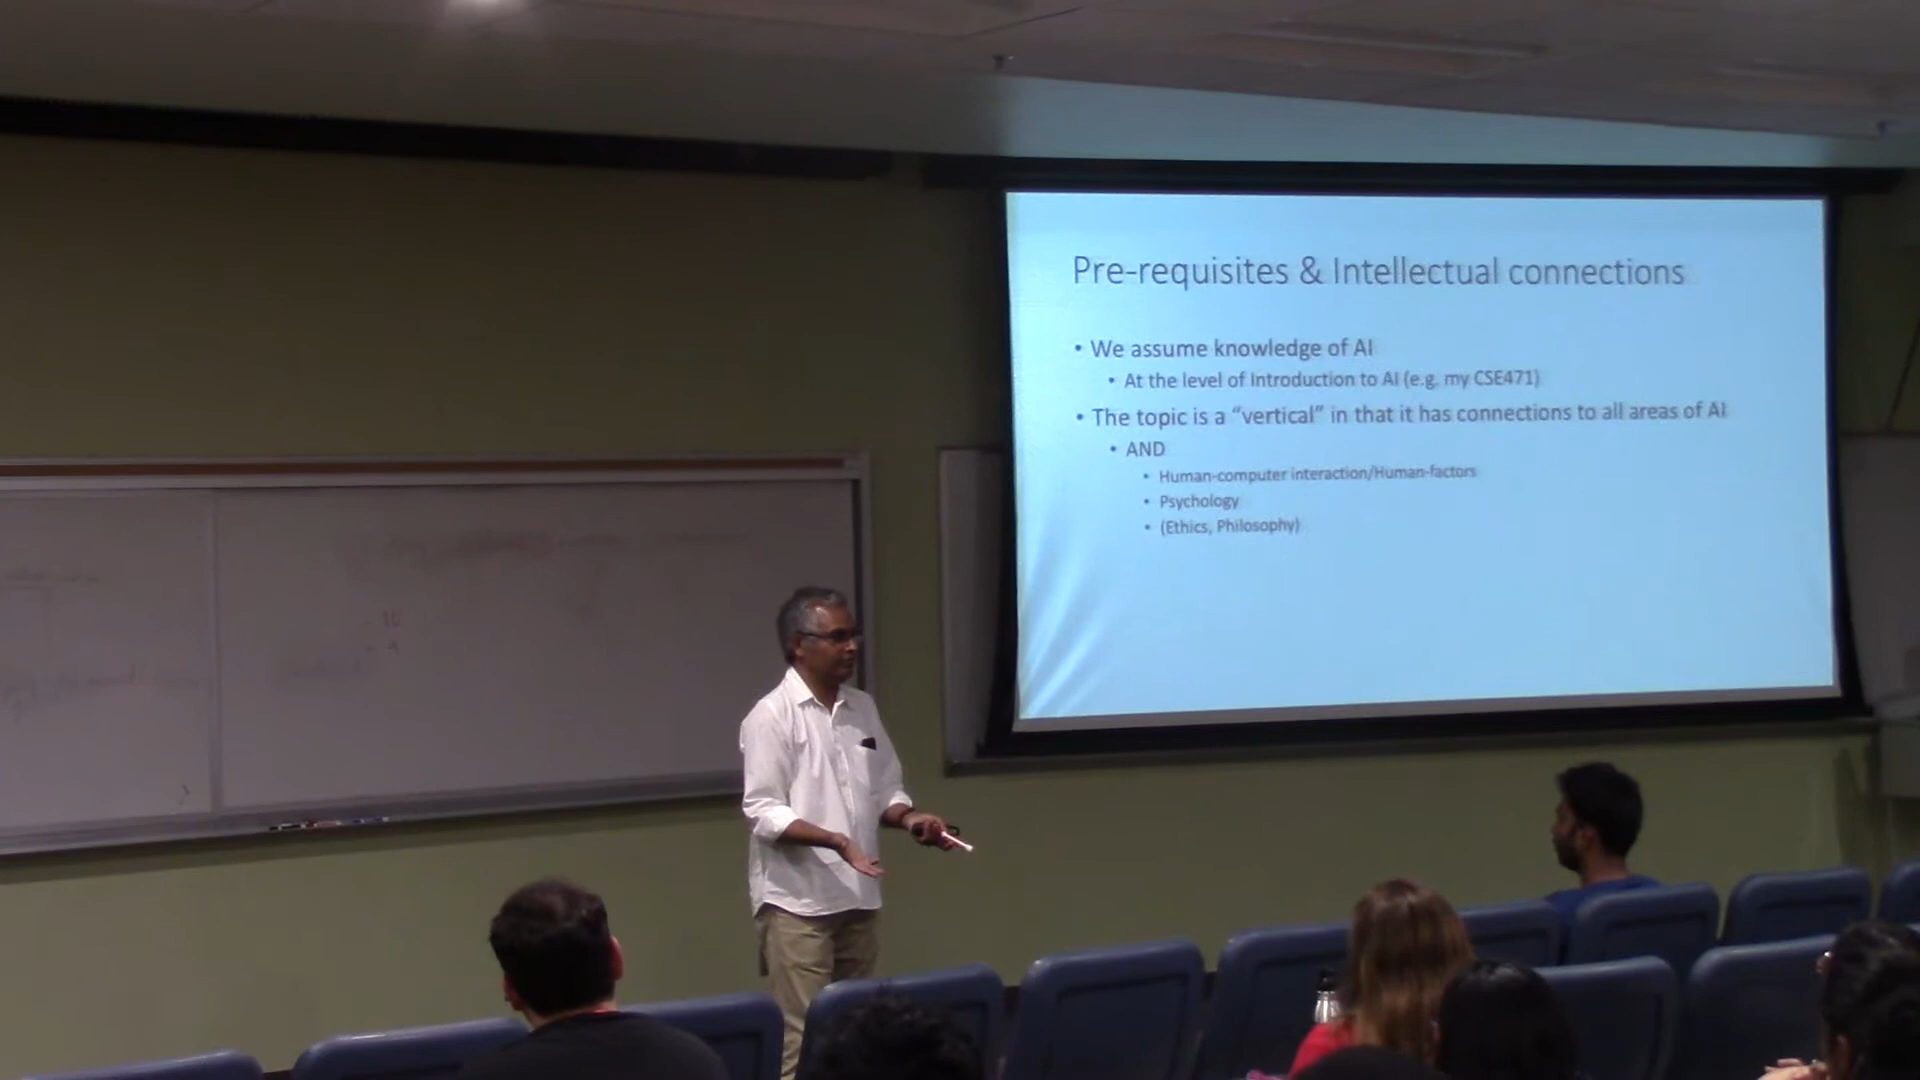 Pre-requisites & Intellectual connections
• We assume knowledge of AI
• At the level of Introduction to AI (e.g. my CSE471)
• The topic is a “vertical” in that it has connections to all areas of AI
• AND
• Human-computer interaction/Human-factors
• Psychology
• (Ethics, Philosophy)